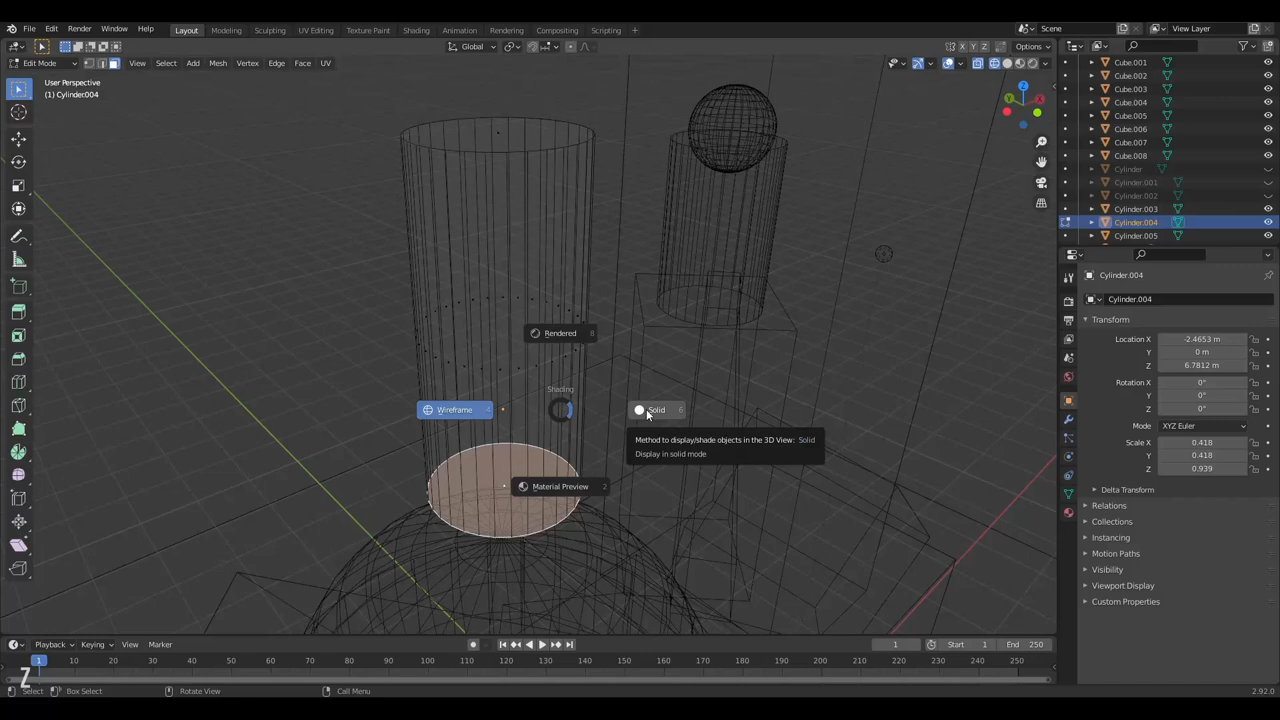 File Edit Render Window Help Layout Modeling Sculpting UV Editing Texture Paint Shading Animation Rendering Compositing Scripting + Scene View Layer
Global X Y Z Options
Edit Mode View Select Add Mesh Vertex Edge Face UV
User Perspective
(1) Cylinder.004
Z
X
Y
Rendered 8
Shading
Wireframe 4
Solid 6
Method to display/shade objects in the 3D View: Solid
Display in solid mode
Material Preview 2
Cube.001
Cube.002
Cube.003
Cube.004
Cube.005
Cube.006
Cube.007
Cube.008
Cylinder
Cylinder.001
Cylinder.002
Cylinder.003
Cylinder.004
Cylinder.005
Cylinder.004
Cylinder.004
Transform
Location X -2.4653 m
Y 0 m
Z 6.7812 m
Rotation X 0°
Y 0°
Z 0°
Mode XYZ Euler
Scale X 0.418
Y 0.418
Z 0.939
Delta Transform
Relations
Collections
Instancing
Motion Paths
Visibility
Viewport Display
Custom Properties
Playback Keying View Marker 1 Start 1 End 250
1 10 20 30 40 50 60 70 80 90 100 110 120 130 140 150 160 170 180 190 200 210 220 230 240 250
Z
Select Box Select Rotate View Call Menu 2.92.0